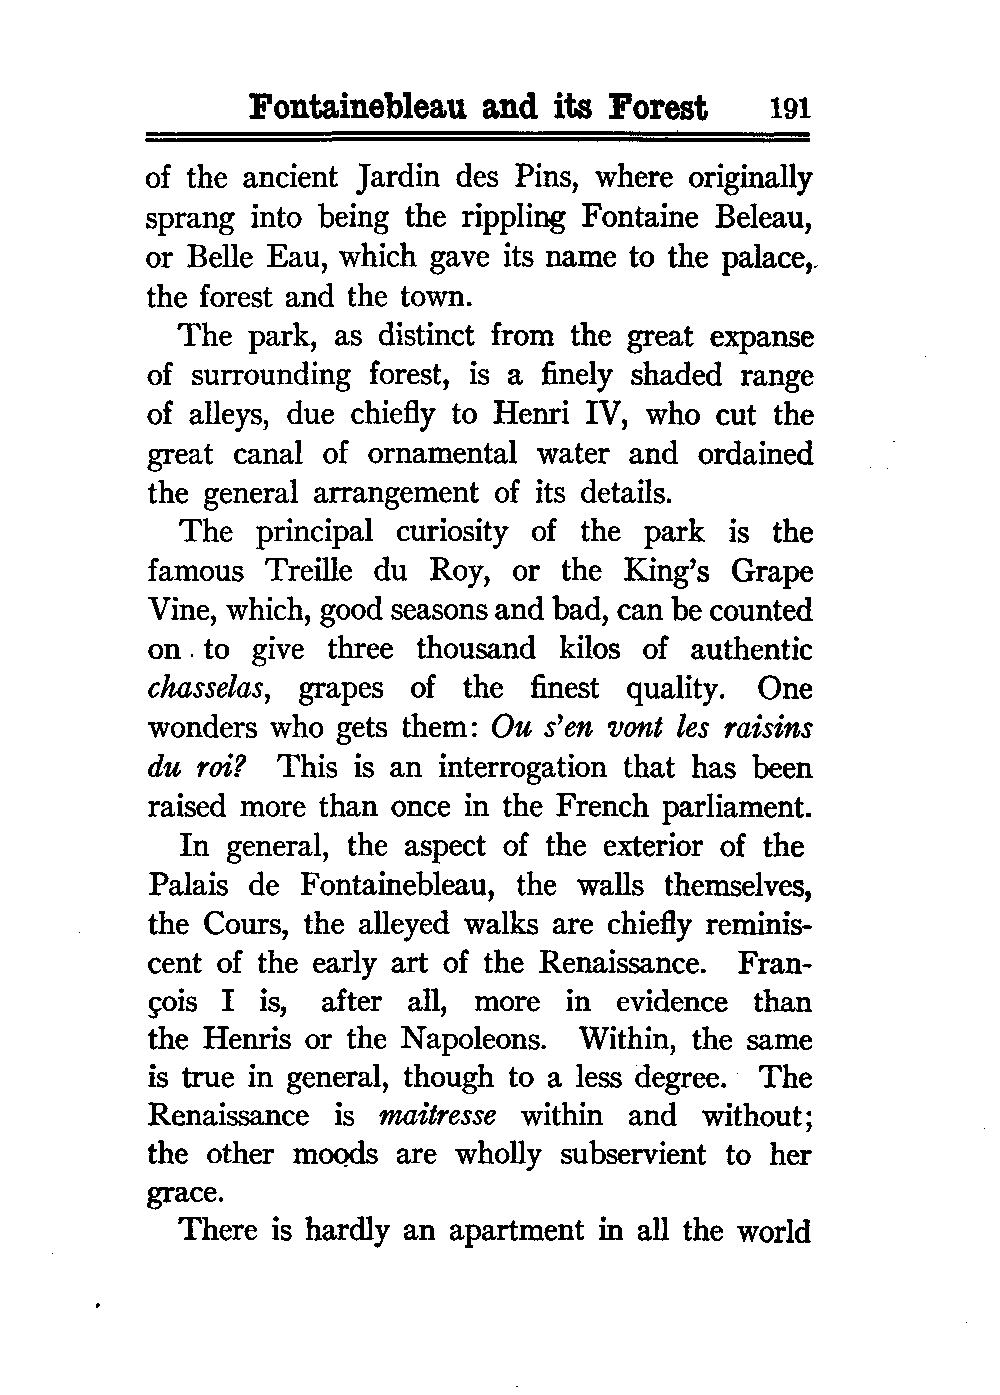 Fontainebleau and its Forest 191
of the ancient Jardin des Pins, where originally
sprang into being the rippling Fontaine Beleau,
or Belle Eau, which gave its name to the palace,
the forest and the town.
The park, as distinct from the great expanse
of surrounding forest, is a finely shaded range
of alleys, due chiefly to Henri IV, who cut the
great canal of ornamental water and ordained
the general arrangement of its details.
The principal curiosity of the park is the
famous Treille du Roy, or the King's Grape
Vine, which, good seasons and bad, can be counted
on to give three thousand kilos of authentic
chasselas, grapes of the finest quality. One
wonders who gets them: Ou s'en vont les raisins
du roi? This is an interrogation that has been
raised more than once in the French parliament.
In general, the aspect of the exterior of the
Palais de Fontainebleau, the walls themselves,
the Cours, the alleyed walks are chiefly reminis-
cent of the early art of the Renaissance. Fran-
çois I is, after all, more in evidence than
the Henris or the Napoleons. Within, the same
is true in general, though to a less degree. The
Renaissance is maitresse within and without;
the other moods are wholly subservient to her
grace.
There is hardly an apartment in all the world